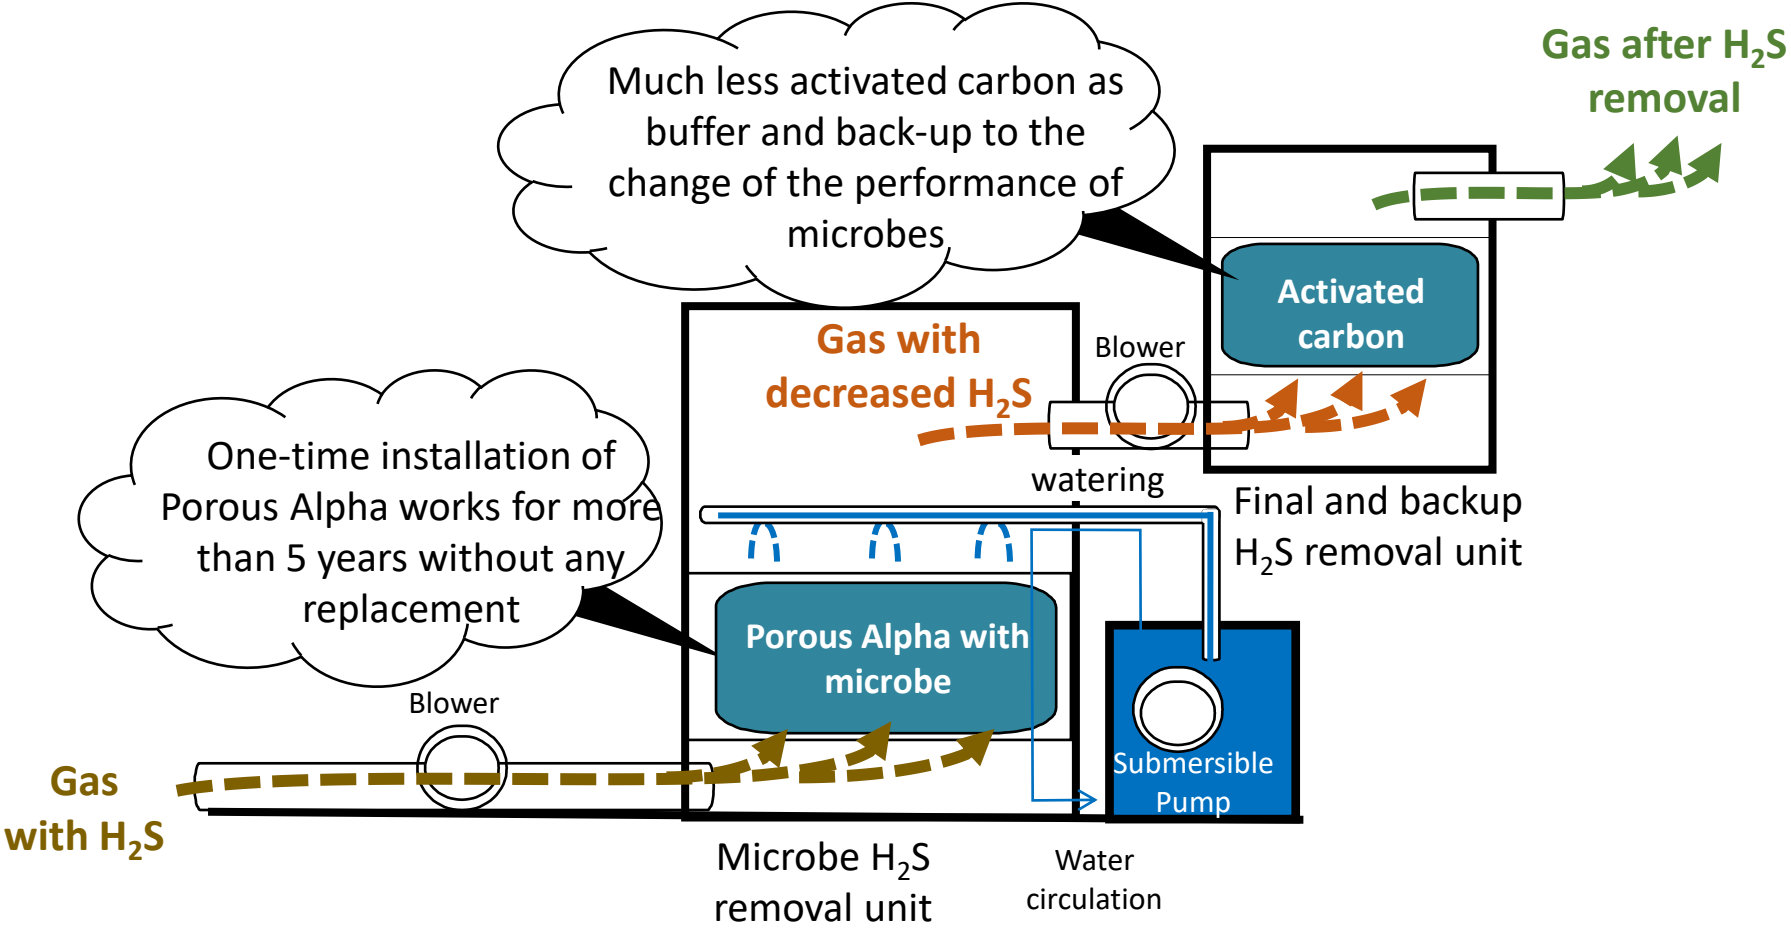 Gas after H₂S
removal
Much less activated carbon as
buffer and back-up to the
change of the performance of
microbes
Activated
carbon
Gas with
decreased H₂S
Blower
One-time installation of
Porous Alpha works for more
than 5 years without any
replacement
watering
Final and backup
H₂S removal unit
Porous Alpha with
microbe
Blower
Submersible
Pump
Gas
with H₂S
Microbe H₂S
removal unit
Water
circulation